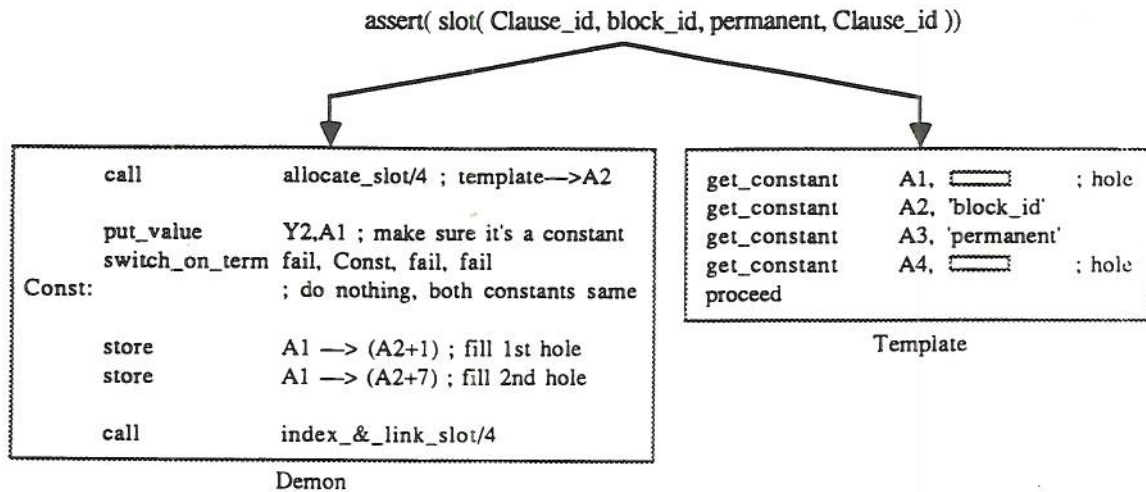 assert( slot( Clause_id, block_id, permanent, Clause_id ))
call allocate_slot/4 ; template—>A2
put_value Y2,A1 ; make sure it's a constant
switch_on_term fail, Const, fail, fail
Const: ; do nothing, both constants same
store A1 —> (A2+1) ; fill 1st hole
store A1 —> (A2+7) ; fill 2nd hole
call index_&_link_slot/4
Demon
get_constant A1, ; hole
get_constant A2, 'block_id'
get_constant A3, 'permanent'
get_constant A4, ; hole
proceed
Template